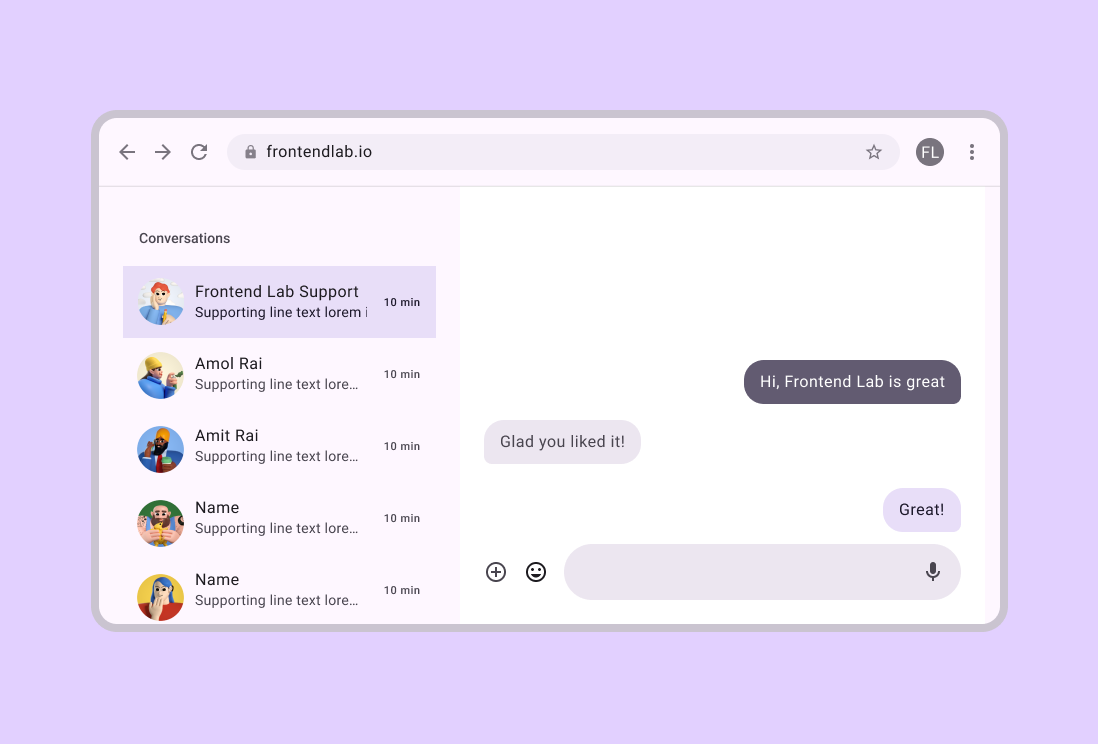 frontendlab.io
FL
Conversations
Frontend Lab Support
Supporting line text lorem i
10 min
Amol Rai
Supporting line text lore…
10 min
Amit Rai
Supporting line text lore…
10 min
Name
Supporting line text lore…
10 min
Name
Supporting line text lore…
10 min
Hi, Frontend Lab is great
Glad you liked it!
Great!